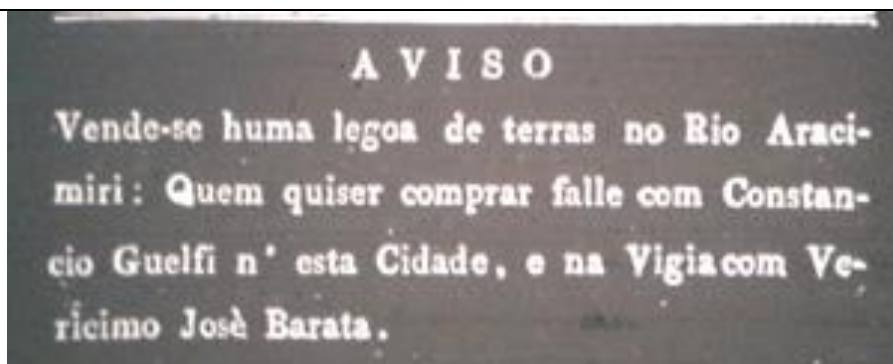 A V I S O
Vende-se huma legoa de terras no Rio Araci-
miri: Quem quiser comprar falle com Constan-
cio Guelfi n' esta Cidade, e na Vigia com Ve-
ricimo Josè Barata.